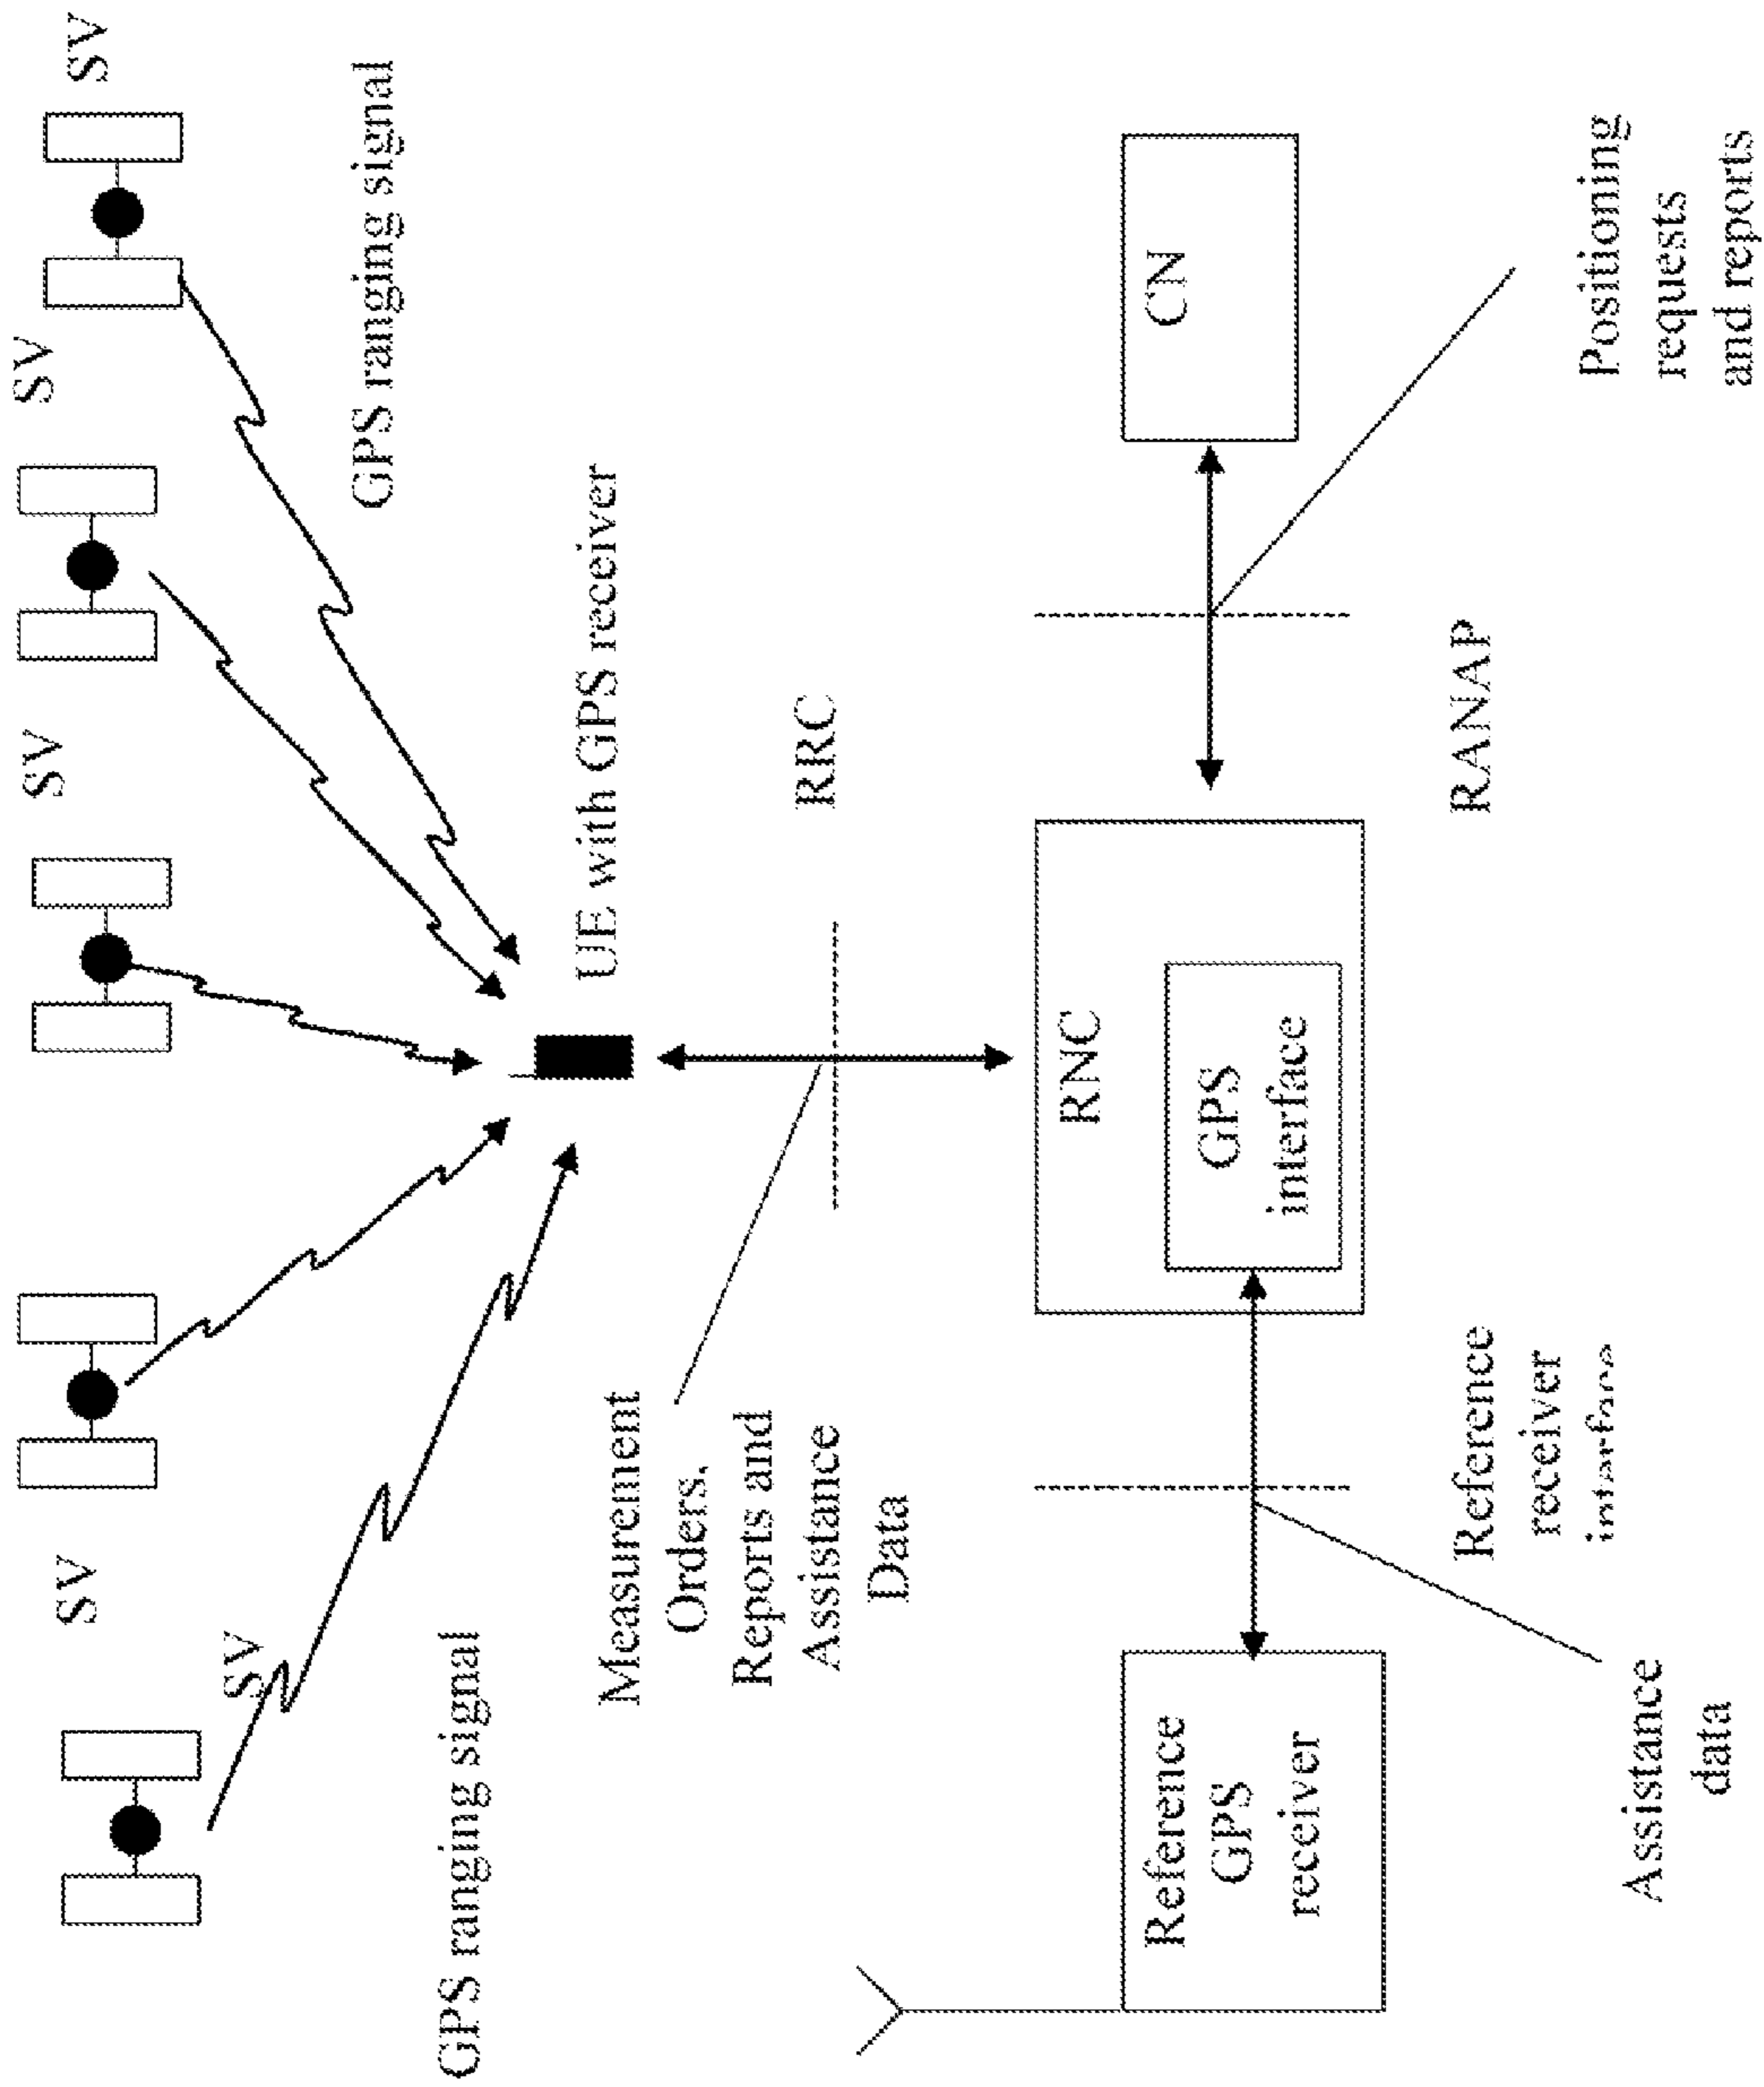 SV
SV
SV
SV
SV
GPS ranging signal
GPS ranging signal
UE with GPS receiver
Measurement
Orders,
Reports and
Assistance
Data
RRC
Reference
GPS
receiver
RNC
GPS
interface
CN
Reference
receiver
interface
RANAP
Assistance
data
Positioning
requests
and reports